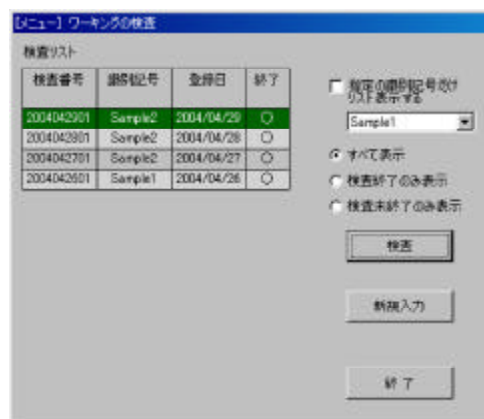 [メニュー] ワーキングの検査
検査リスト
検査番号 識別記号 登録日 終了
2004042901 Sample2 2004/04/29 ○
2004042801 Sample2 2004/04/28 ○
2004042701 Sample2 2004/04/27 ○
2004042601 Sample1 2004/04/26 ○
指定の識別記号だけ
リスト表示する
Sample1
すべて表示
検査終了のみ表示
検査未終了のみ表示
検査
新規入力
終了